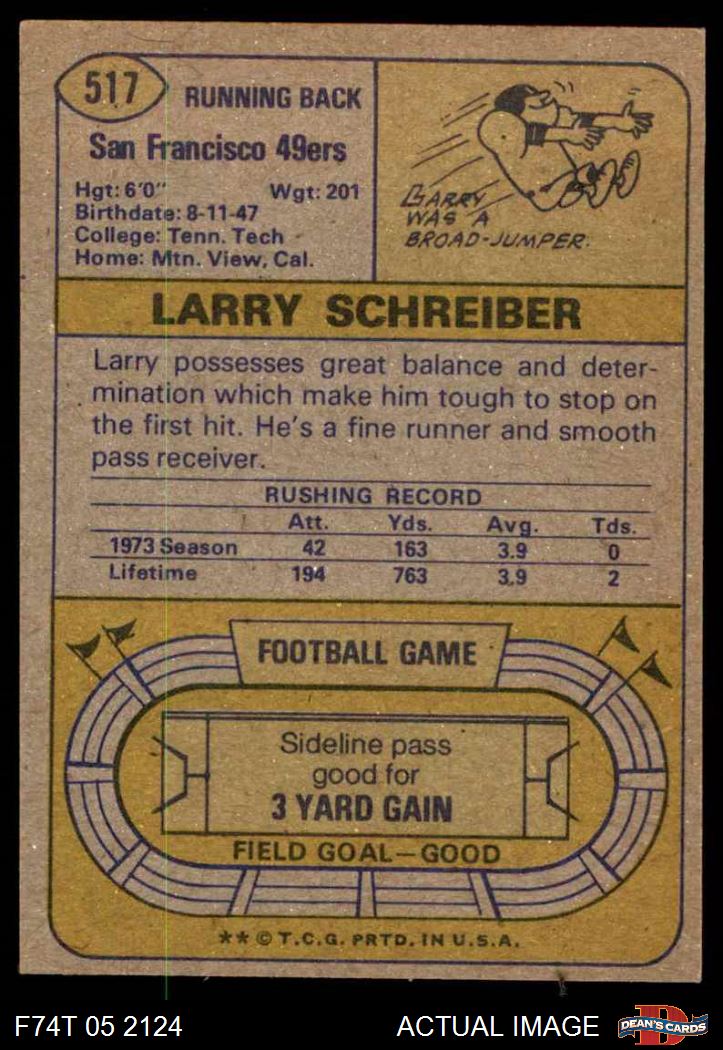 517
RUNNING BACK
San Francisco 49ers
Hgt: 6'0" Wgt: 201
Birthdate: 8-11-47
College: Tenn. Tech
Home: Mtn. View, Cal.
LARRY
WAS A
BROAD-JUMPER.
LARRY SCHREIBER
Larry possesses great balance and deter-
mination which make him tough to stop on
the first hit. He's a fine runner and smooth
pass receiver.
RUSHING RECORD
Att. Yds. Avg. Tds.
1973 Season 42 163 3.9 0
Lifetime 194 763 3.9 2
FOOTBALL GAME
Sideline pass
good for
3 YARD GAIN
FIELD GOAL—GOOD
** © T.C.G. PRTD. IN U.S.A.
F74T 05 2124 ACTUAL IMAGE
D
DEAN'S CARDS